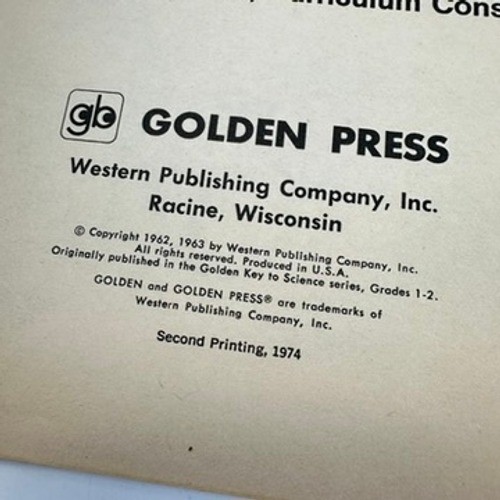 Curriculum Cons
gb GOLDEN PRESS
Western Publishing Company, Inc.
Racine, Wisconsin
© Copyright 1962, 1963 by Western Publishing Company, Inc.
All rights reserved. Produced in U.S.A.
Originally published in the Golden Key to Science series, Grades 1-2.
GOLDEN and GOLDEN PRESS® are trademarks of
Western Publishing Company, Inc.
Second Printing, 1974